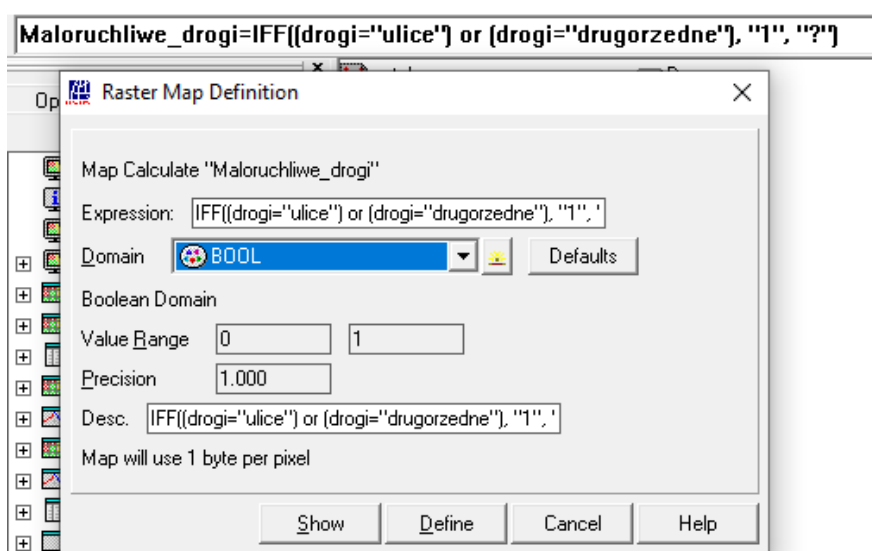 Maloruchliwe_drogi=IFF((drogi="ulice") or (drogi="drugorzedne"), "1", "?")
Op
Raster Map Definition
Map Calculate "Maloruchliwe_drogi"
Expression: IFF((drogi="ulice") or (drogi="drugorzedne"), "1", '
Domain BOOL Defaults
Boolean Domain
Value Range 0 1
Precision 1.000
Desc. IFF((drogi="ulice") or (drogi="drugorzedne"), "1", '
Map will use 1 byte per pixel
Show Define Cancel Help